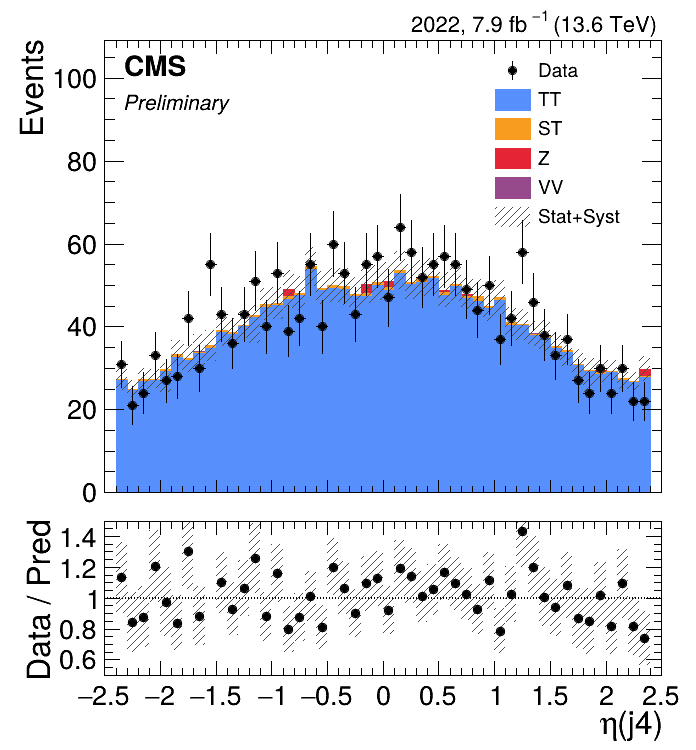 2022, 7.9 fb⁻¹ (13.6 TeV)
Events
100
80
60
40
20
0
CMS
Preliminary
Data
TT
ST
Z
VV
Stat+Syst
Data / Pred
1.4
1.2
1
0.8
0.6
−2.5 −2 −1.5 −1 −0.5 0 0.5 1 1.5 2 2.5
η(j4)